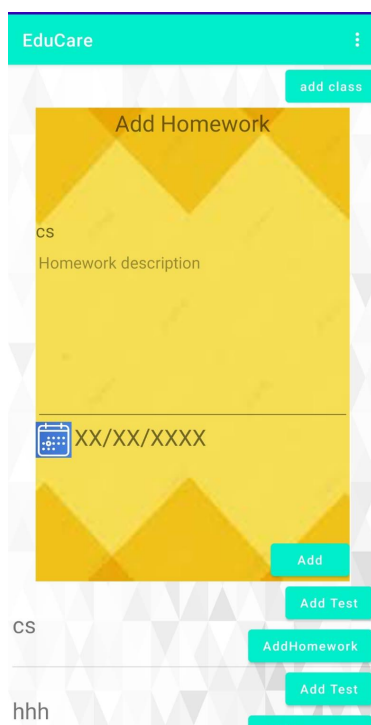 EduCare
add class
Add Homework
cs
Homework description
XX/XX/XXXX
Add
Add Test
cs
AddHomework
Add Test
hhh